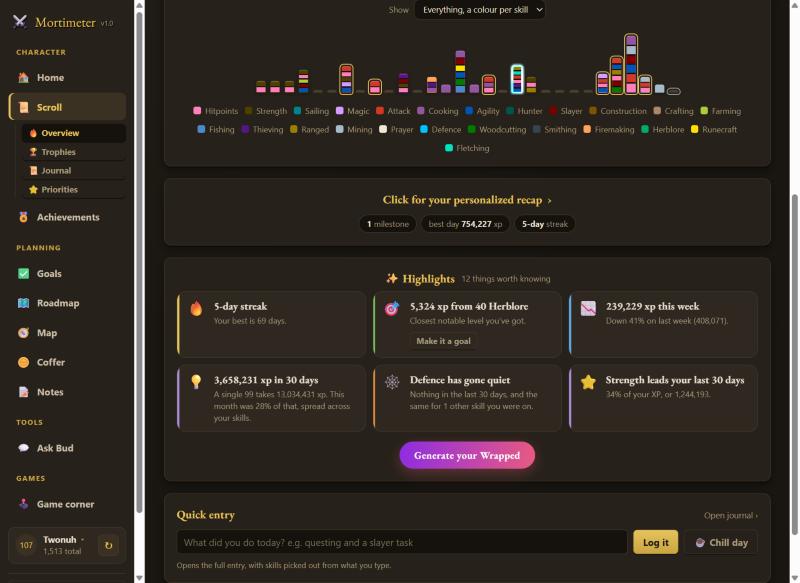 Mortimeter v1.0
CHARACTER
Home
Scroll
Overview
Trophies
Journal
Priorities
Achievements
PLANNING
Goals
Roadmap
Map
Coffer
Notes
TOOLS
Ask Bud
GAMES
Game corner
107 Twonuh
1,513 total
Show Everything, a colour per skill
Hitpoints Strength Sailing Magic Attack Cooking Agility Hunter Slayer Construction Crafting Farming
Fishing Thieving Ranged Mining Prayer Defence Woodcutting Smithing Firemaking Herblore Runecraft
Fletching
Click for your personalized recap ›
1 milestone best day 754,227 xp 5-day streak
Highlights 12 things worth knowing
5-day streak
Your best is 69 days.
5,324 xp from 40 Herblore
Closest notable level you've got.
Make it a goal
239,229 xp this week
Down 41% on last week (408,071).
3,658,231 xp in 30 days
A single 99 takes 13,034,431 xp. This
month was 28% of that, spread across
your skills.
Defence has gone quiet
Nothing in the last 30 days, and the
same for 1 other skill you were on.
Strength leads your last 30 days
34% of your XP, or 1,244,193.
Generate your Wrapped
Quick entry
Open journal ›
What did you do today? e.g. questing and a slayer task
Log it
Chill day
Opens the full entry, with skills picked out from what you type.